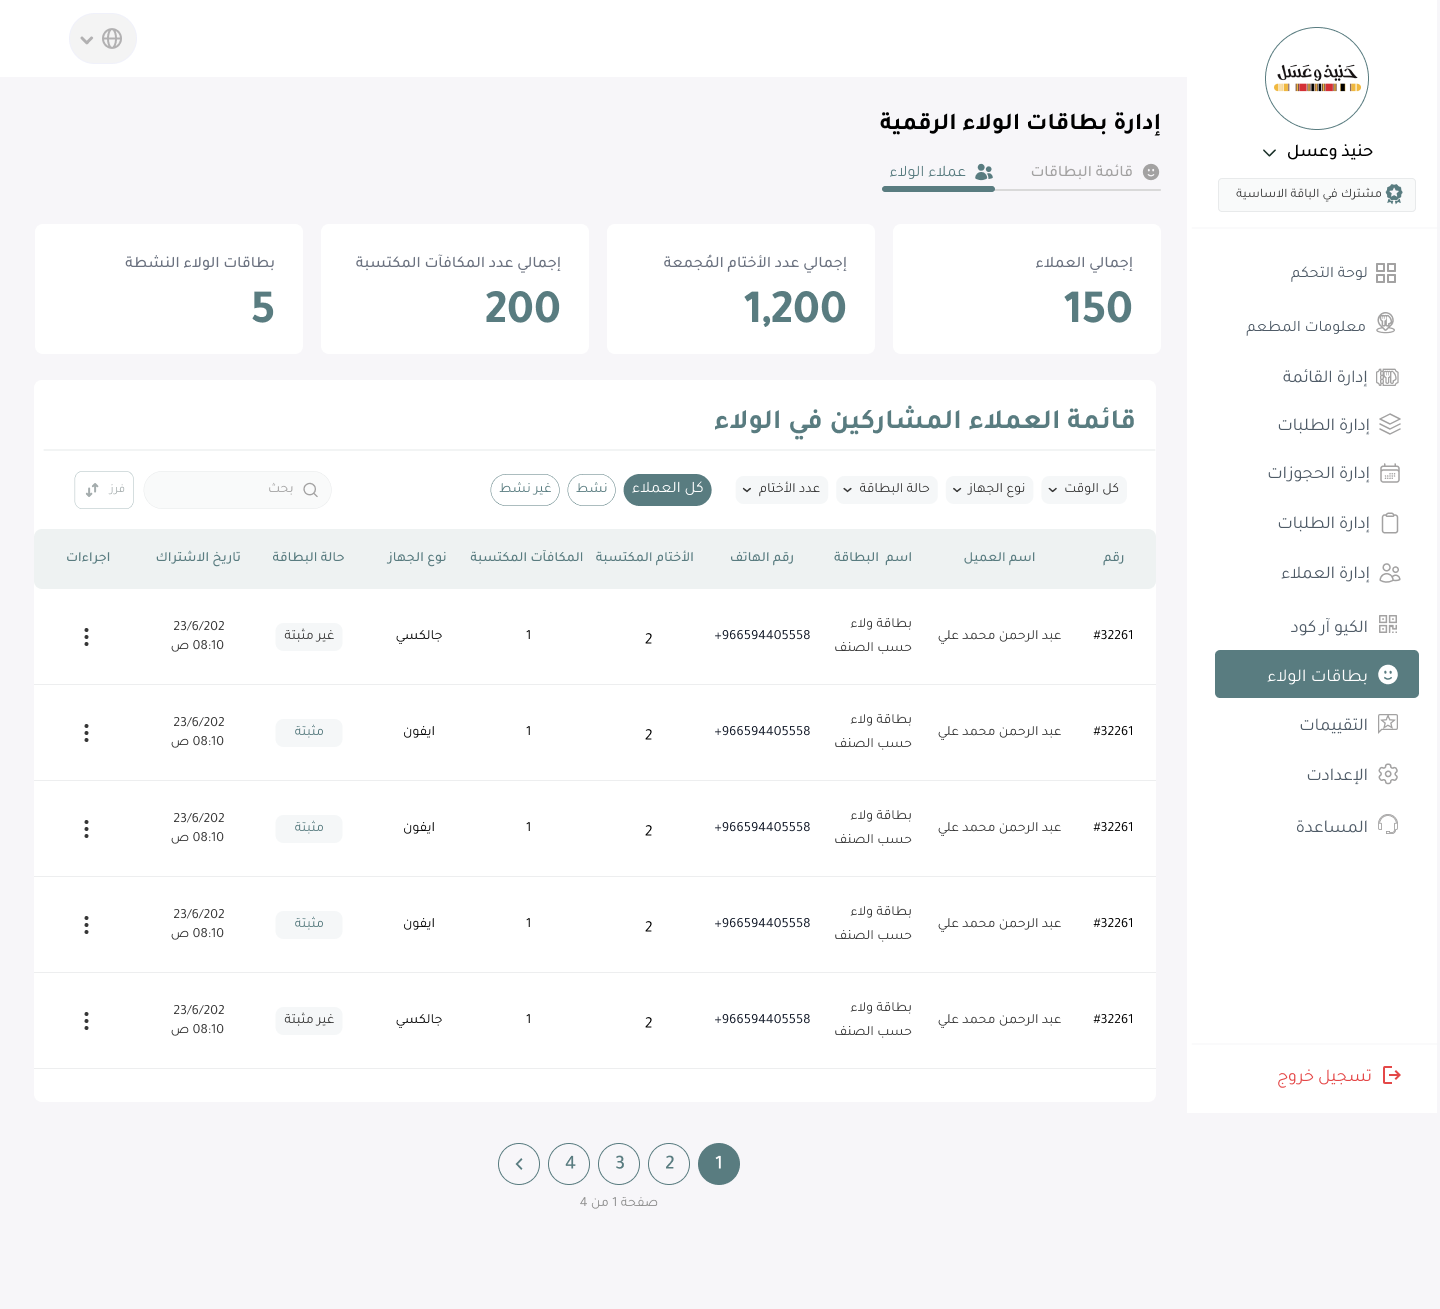 حنيذ وعسل
حنيذ وعسل
مشترك في الباقة الاساسية
لوحة التحكم
معلومات المطعم
إدارة القائمة
إدارة الطلبات
إدارة الحجوزات
إدارة الطلبات
إدارة العملاء
الكيو آر كود
بطاقات الولاء
التقييمات
الإعدادت
المساعدة
تسجيل خروج
إدارة بطاقات الولاء الرقمية
قائمة البطاقات
عملاء الولاء
إجمالي العملاء
150
إجمالي عدد الأختام المُجمعة
1,200
إجمالي عدد المكافآت المكتسبة
200
بطاقات الولاء النشطة
5
قائمة العملاء المشاركين في الولاء
كل الوقت نوع الجهاز حالة البطاقة عدد الأختام كل العملاء نشط غير نشط بحث فرز
رقم اسم العميل اسم البطاقة رقم الهاتف الأختام المكتسبة المكافآت المكتسبة نوع الجهاز حالة البطاقة تاريخ الاشتراك اجراءات
#32261 عبد الرحمن محمد علي بطاقة ولاء حسب الصنف +966594405558 2 1 جالكسي غير مثبتة 23/6/202 08:10 ص
#32261 عبد الرحمن محمد علي بطاقة ولاء حسب الصنف +966594405558 2 1 ايفون مثبتة 23/6/202 08:10 ص
#32261 عبد الرحمن محمد علي بطاقة ولاء حسب الصنف +966594405558 2 1 ايفون مثبتة 23/6/202 08:10 ص
#32261 عبد الرحمن محمد علي بطاقة ولاء حسب الصنف +966594405558 2 1 ايفون مثبتة 23/6/202 08:10 ص
#32261 عبد الرحمن محمد علي بطاقة ولاء حسب الصنف +966594405558 2 1 جالكسي غير مثبتة 23/6/202 08:10 ص
1 2 3 4
صفحة 1 من 4